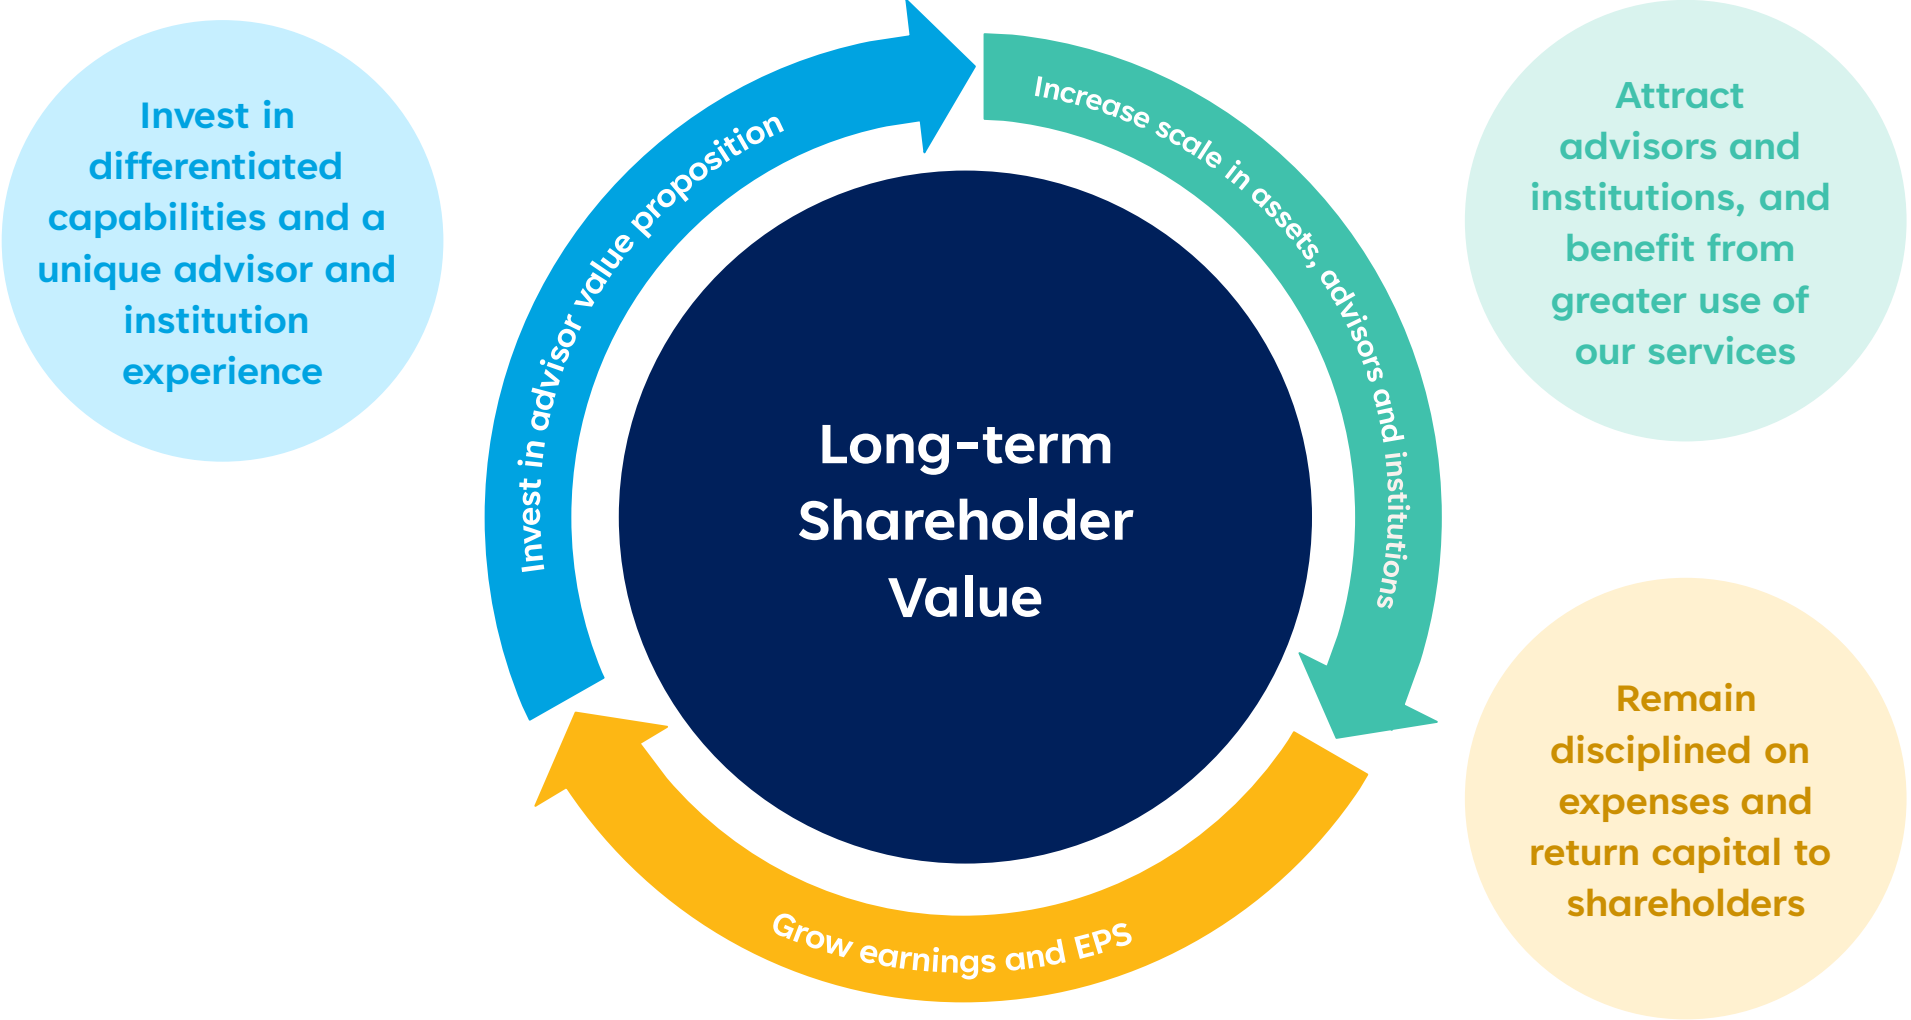 Invest in
differentiated
capabilities and a
unique advisor and
institution
experience
Invest in advisor value proposition
Increase scale in assets, advisors and institutions
Attract
advisors and
institutions, and
benefit from
greater use of
our services
Long-term
Shareholder
Value
Remain
disciplined on
expenses and
return capital to
shareholders
Grow earnings and EPS